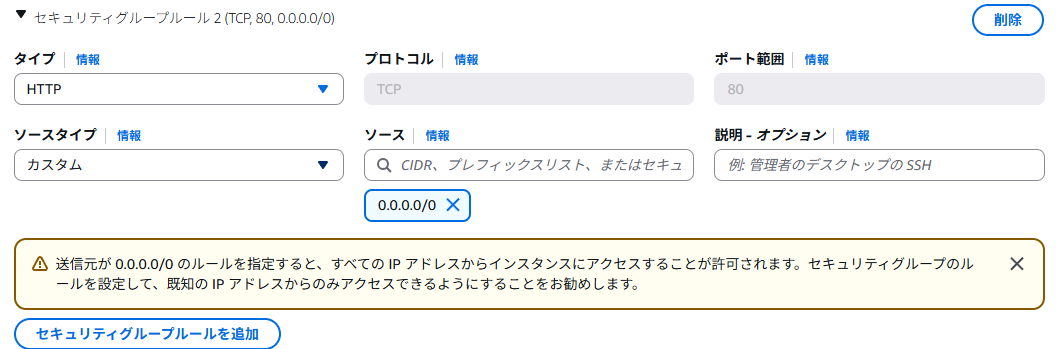 ▼ セキュリティグループルール 2 (TCP, 80, 0.0.0.0/0)
削除
タイプ | 情報
プロトコル | 情報
ポート範囲 | 情報
HTTP
TCP
80
ソースタイプ | 情報
ソース | 情報
説明 - オプション | 情報
カスタム
CIDR、プレフィックスリスト、またはセキュ
例: 管理者のデスクトップの SSH
0.0.0.0/0
送信元が 0.0.0.0/0 のルールを指定すると、すべての IP アドレスからインスタンスにアクセスすることが許可されます。セキュリティグループのル
ールを設定して、既知の IP アドレスからのみアクセスできるようにすることをお勧めします。
セキュリティグループルールを追加